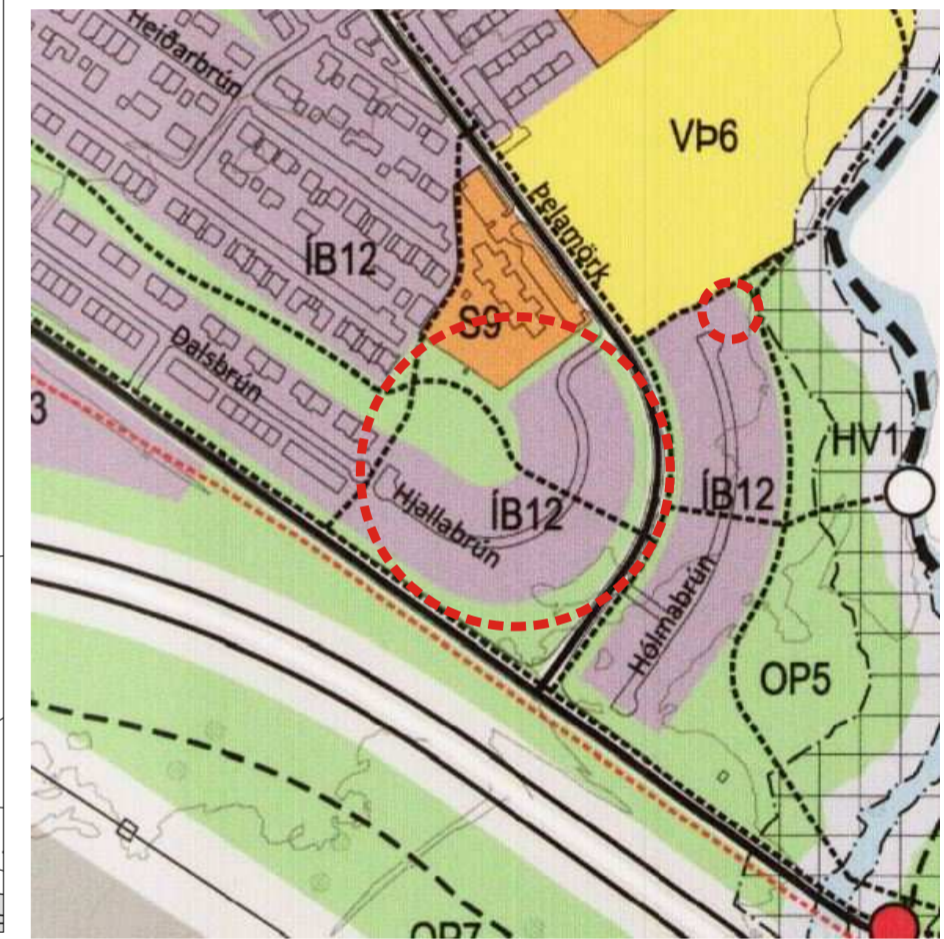 Heiðarbrún
VÞ6
Þelamörk
ÍB12
S9
Dalsbrún
3
HV1
ÍB12
Hjallabrún
ÍB12
Hólmabrún
OP5
OP7